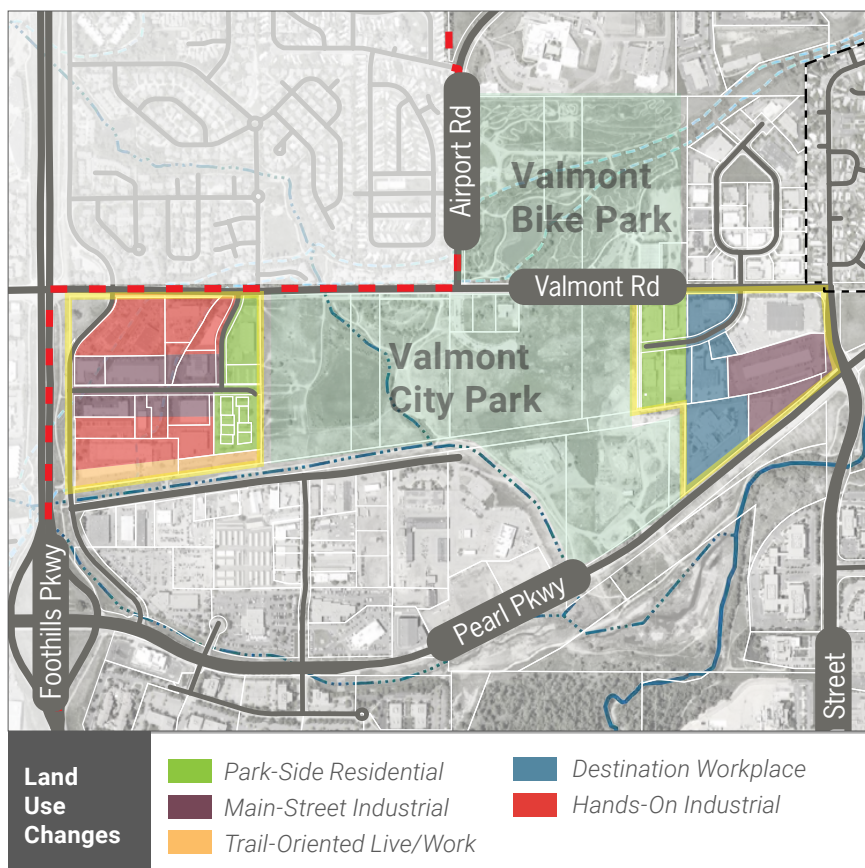 Airport Rd
Valmont
Bike Park
Valmont Rd
Valmont
City Park
Foothills Pkwy
Pearl Pkwy
Street
Land
Use
Changes
Park-Side Residential
Main-Street Industrial
Trail-Oriented Live/Work
Destination Workplace
Hands-On Industrial